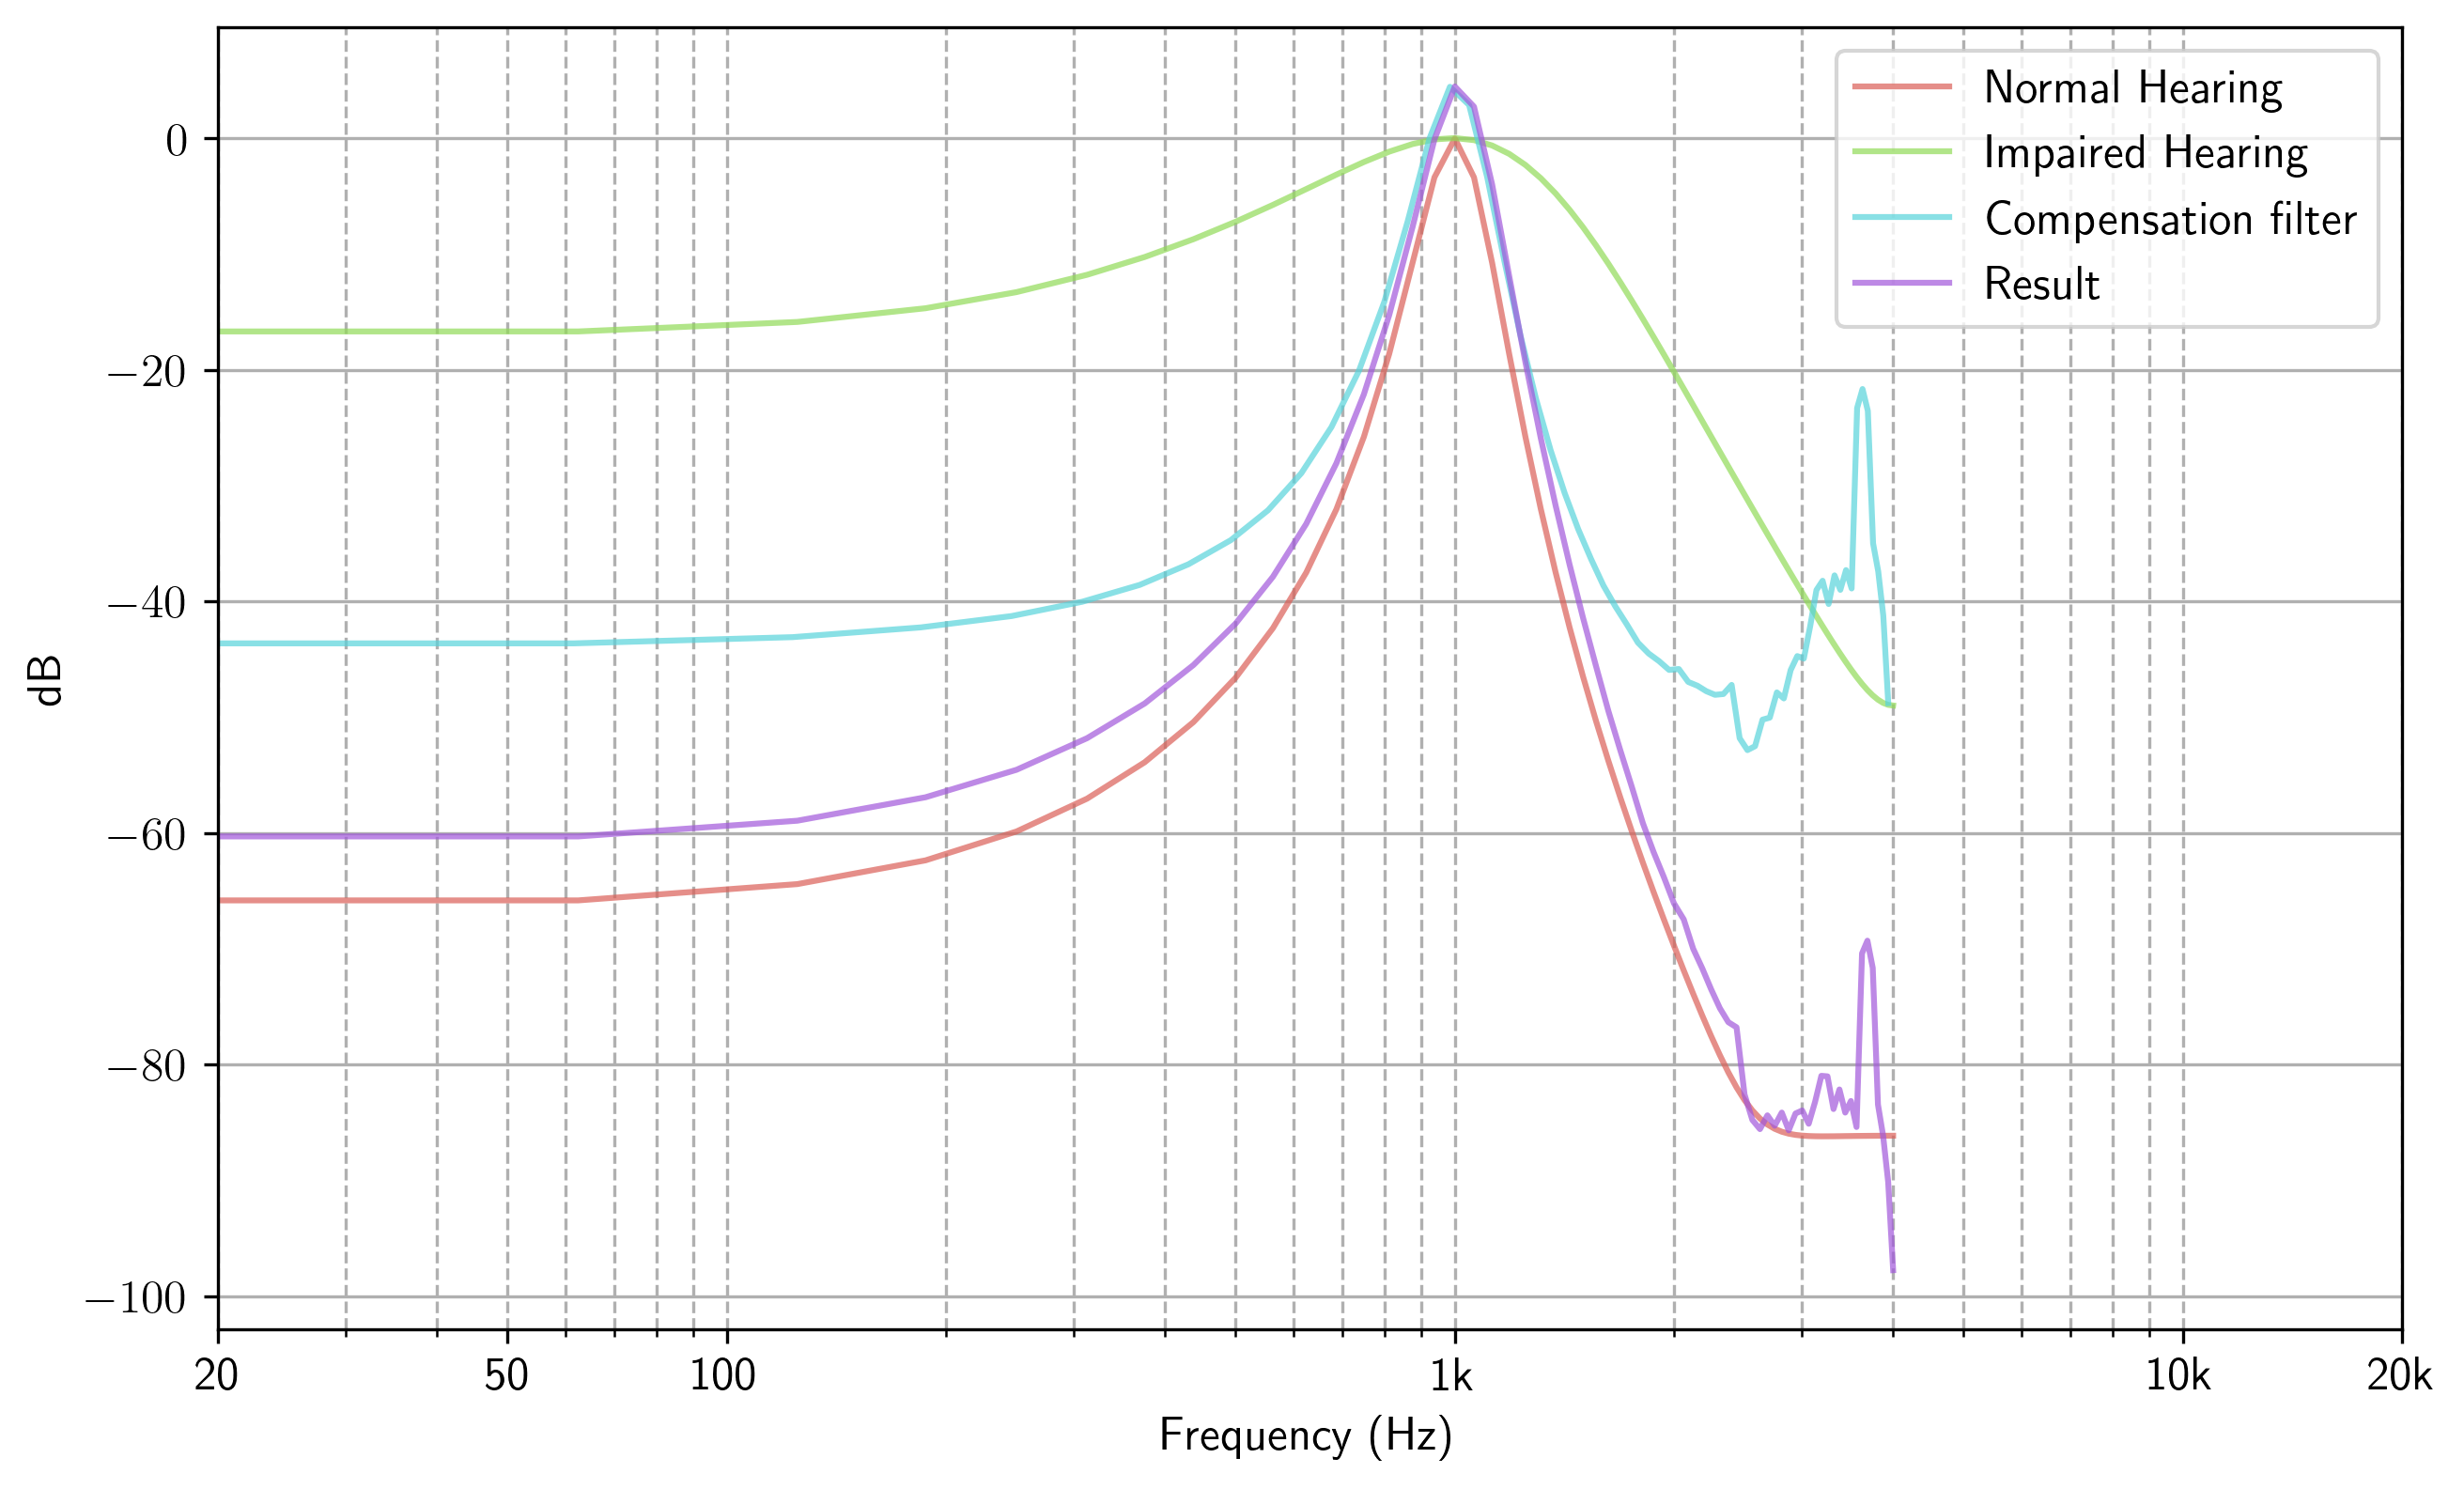 Normal Hearing
Impaired Hearing
Compensation filter
Result
0
−20
−40
−60
−80
−100
dB
20 50 100 1k 10k 20k
Frequency (Hz)